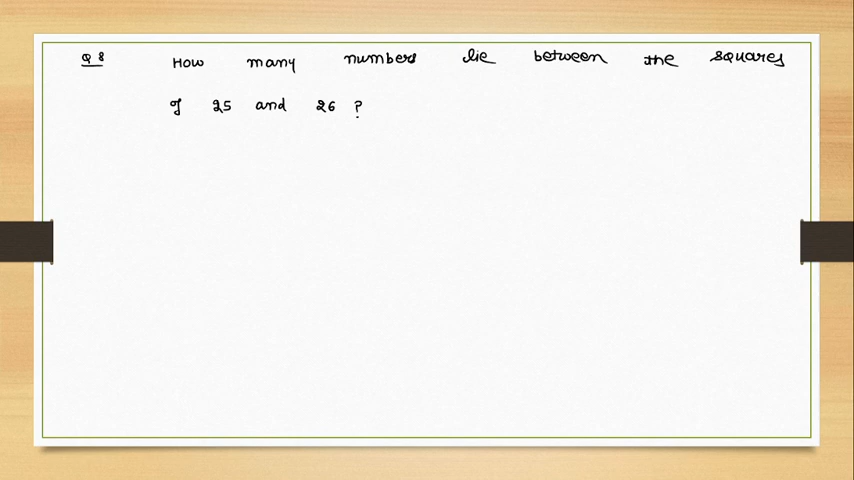 Q 8 How many numbers lie between the squares
of 25 and 26 ?